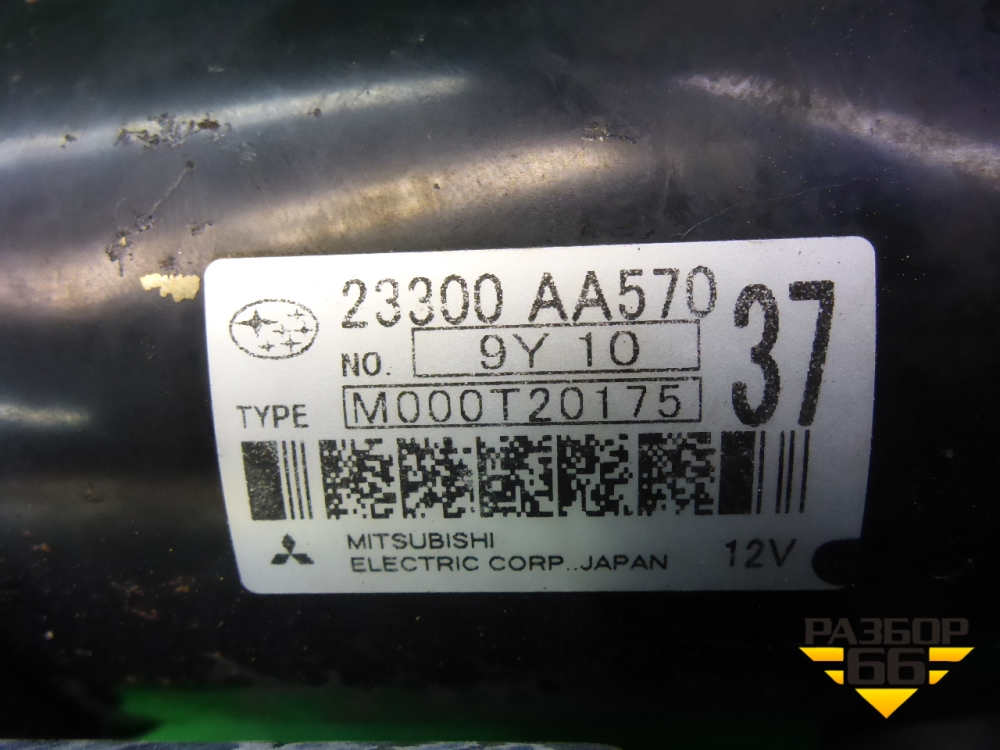 23300 AA570
37
NO. 9Y 10
TYPE M000T20175
MITSUBISHI
ELECTRIC CORP..JAPAN 12V
РАЗБОР
66